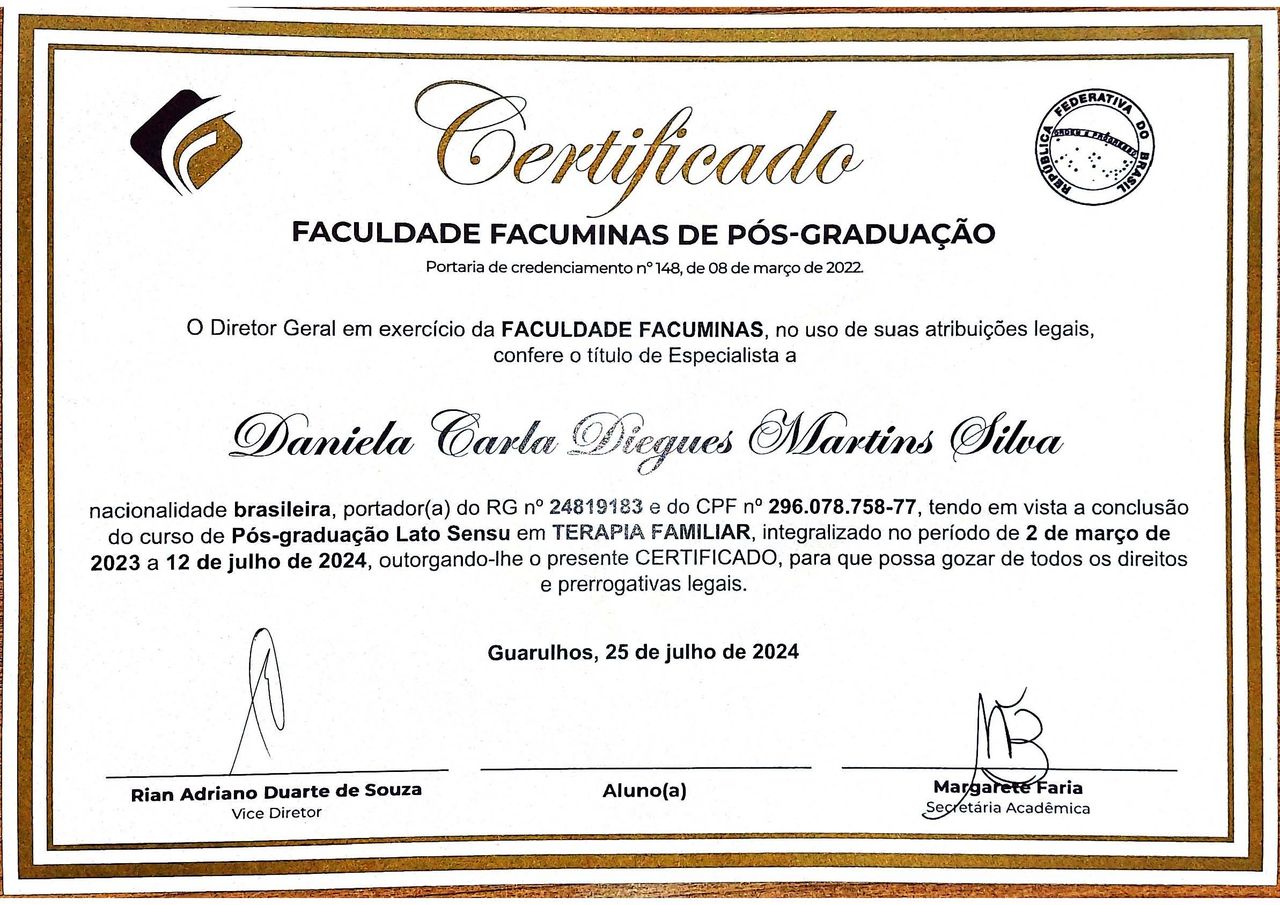 Certificado
REPÚBLICA FEDERATIVA DO BRASIL
ORDEM E PROGRESSO
FACULDADE FACUMINAS DE PÓS-GRADUAÇÃO
Portaria de credenciamento nº 148, de 08 de março de 2022.
O Diretor Geral em exercício da FACULDADE FACUMINAS, no uso de suas atribuições legais,
confere o título de Especialista a
Daniela Carla Diegues Martins Silva
nacionalidade brasileira, portador(a) do RG nº 24819183 e do CPF nº 296.078.758-77, tendo em vista a conclusão
do curso de Pós-graduação Lato Sensu em TERAPIA FAMILIAR, integralizado no período de 2 de março de
2023 a 12 de julho de 2024, outorgando-lhe o presente CERTIFICADO, para que possa gozar de todos os direitos
e prerrogativas legais.
Guarulhos, 25 de julho de 2024
Rian Adriano Duarte de Souza
Vice Diretor
Aluno(a)
Margarete Faria
Secretária Acadêmica